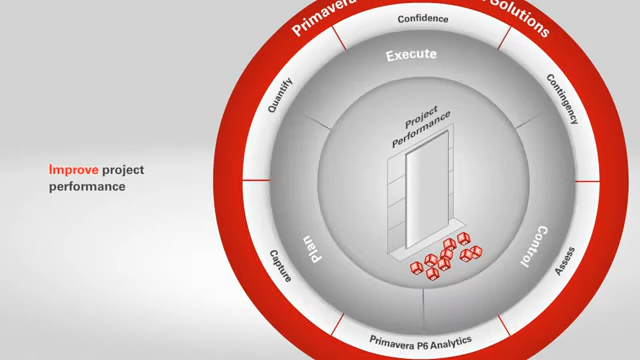 Primavera
Solutions
Confidence
Execute
Quantify
Contingency
Project
Performance
Improve project
performance
Plan
Control
Capture
Assess
Primavera P6 Analytics